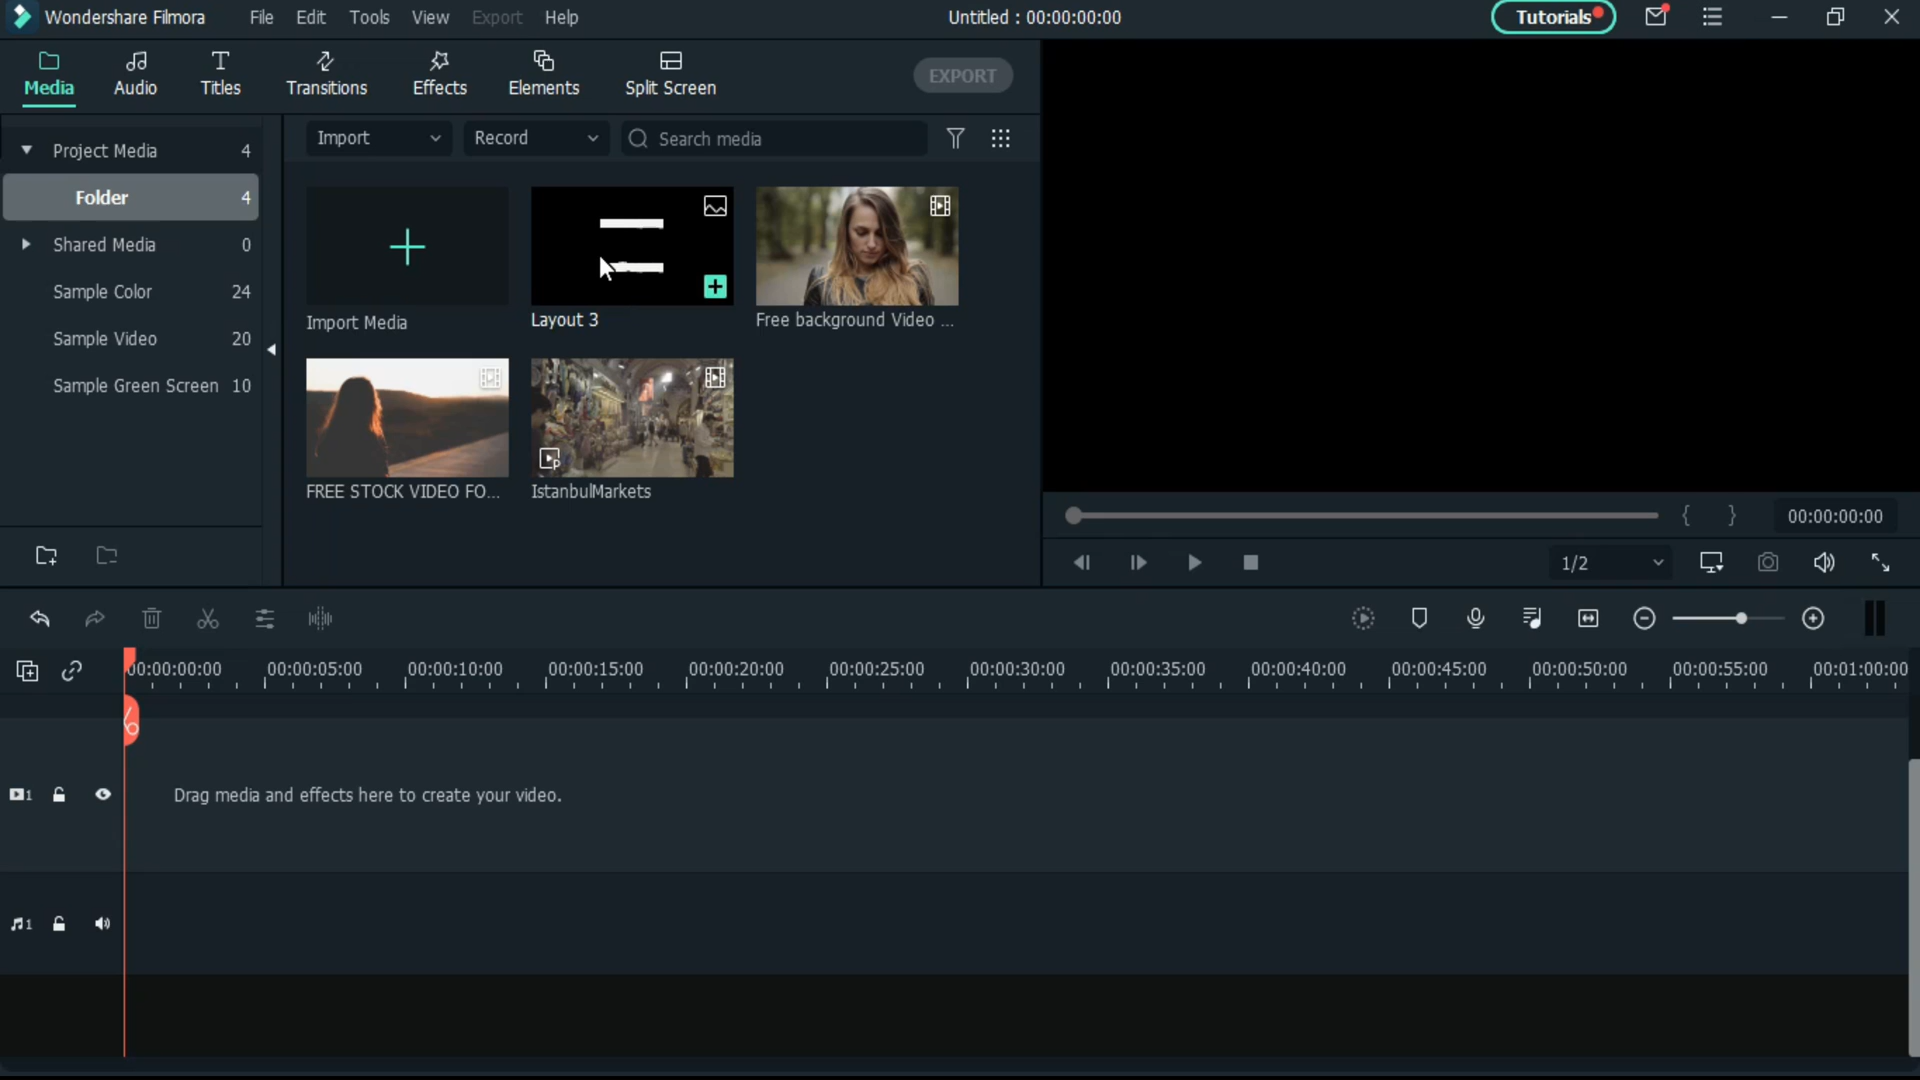 Wondershare Filmora File Edit Tools View Export Help Untitled : 00:00:00:00 Tutorials
Media Audio Titles Transitions Effects Elements Split Screen EXPORT
Project Media 4
Folder 4
Shared Media 0
Sample Color 24
Sample Video 20
Sample Green Screen 10
Import Record Search media
Import Media Layout 3 Free background Video ...
FREE STOCK VIDEO FO... IstanbulMarkets
{ } 00:00:00:00
1/2
00:00:00:00 00:00:05:00 00:00:10:00 00:00:15:00 00:00:20:00 00:00:25:00 00:00:30:00 00:00:35:00 00:00:40:00 00:00:45:00 00:00:50:00 00:00:55:00 00:01:00:00
1 Drag media and effects here to create your video.
1